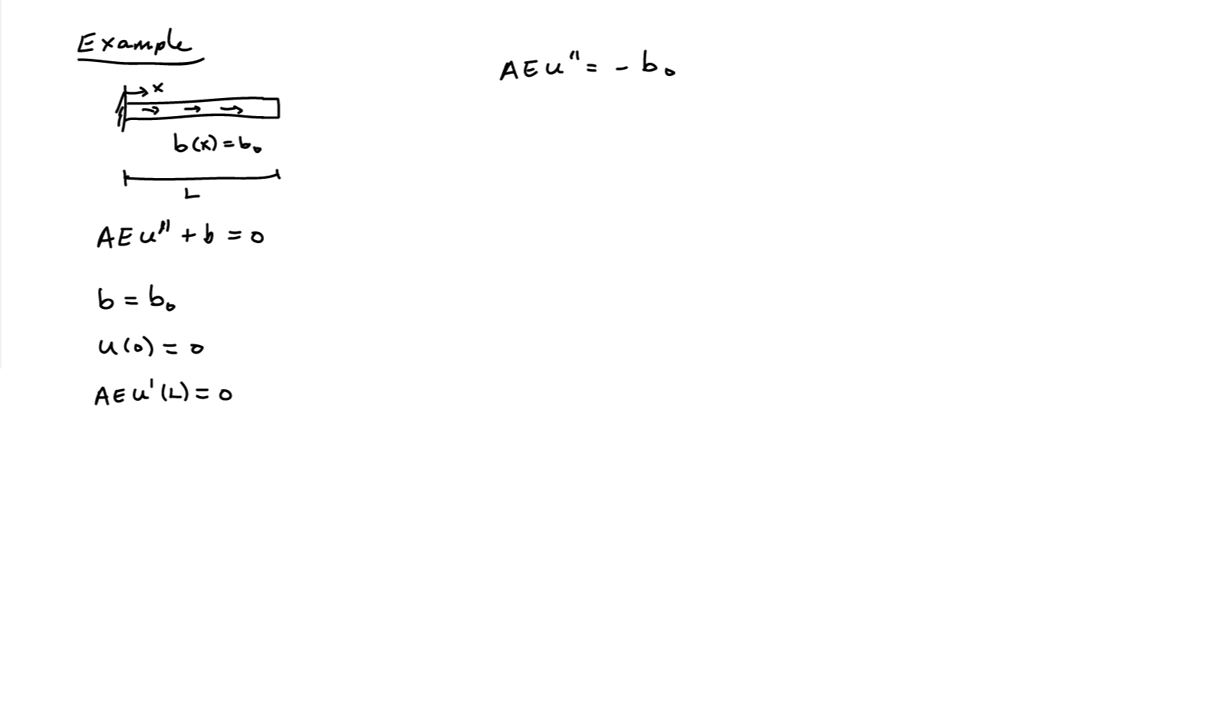 Example
x
b(x) = b₀
L
AEu'' + b = 0
b = b₀
u(0) = 0
AEu'(L) = 0
AEu'' = - b₀